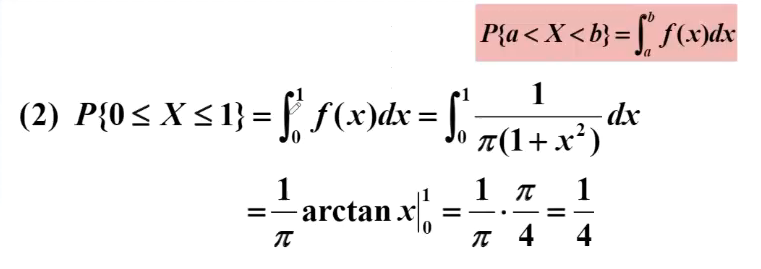 P{a < X < b} = ∫_a^b f(x)dx
(2) P{0 ≤ X ≤ 1} = ∫_0^1 f(x)dx = ∫_0^1 1/(π(1 + x²)) dx
= 1/π arctan x|_0^1 = 1/π · π/4 = 1/4